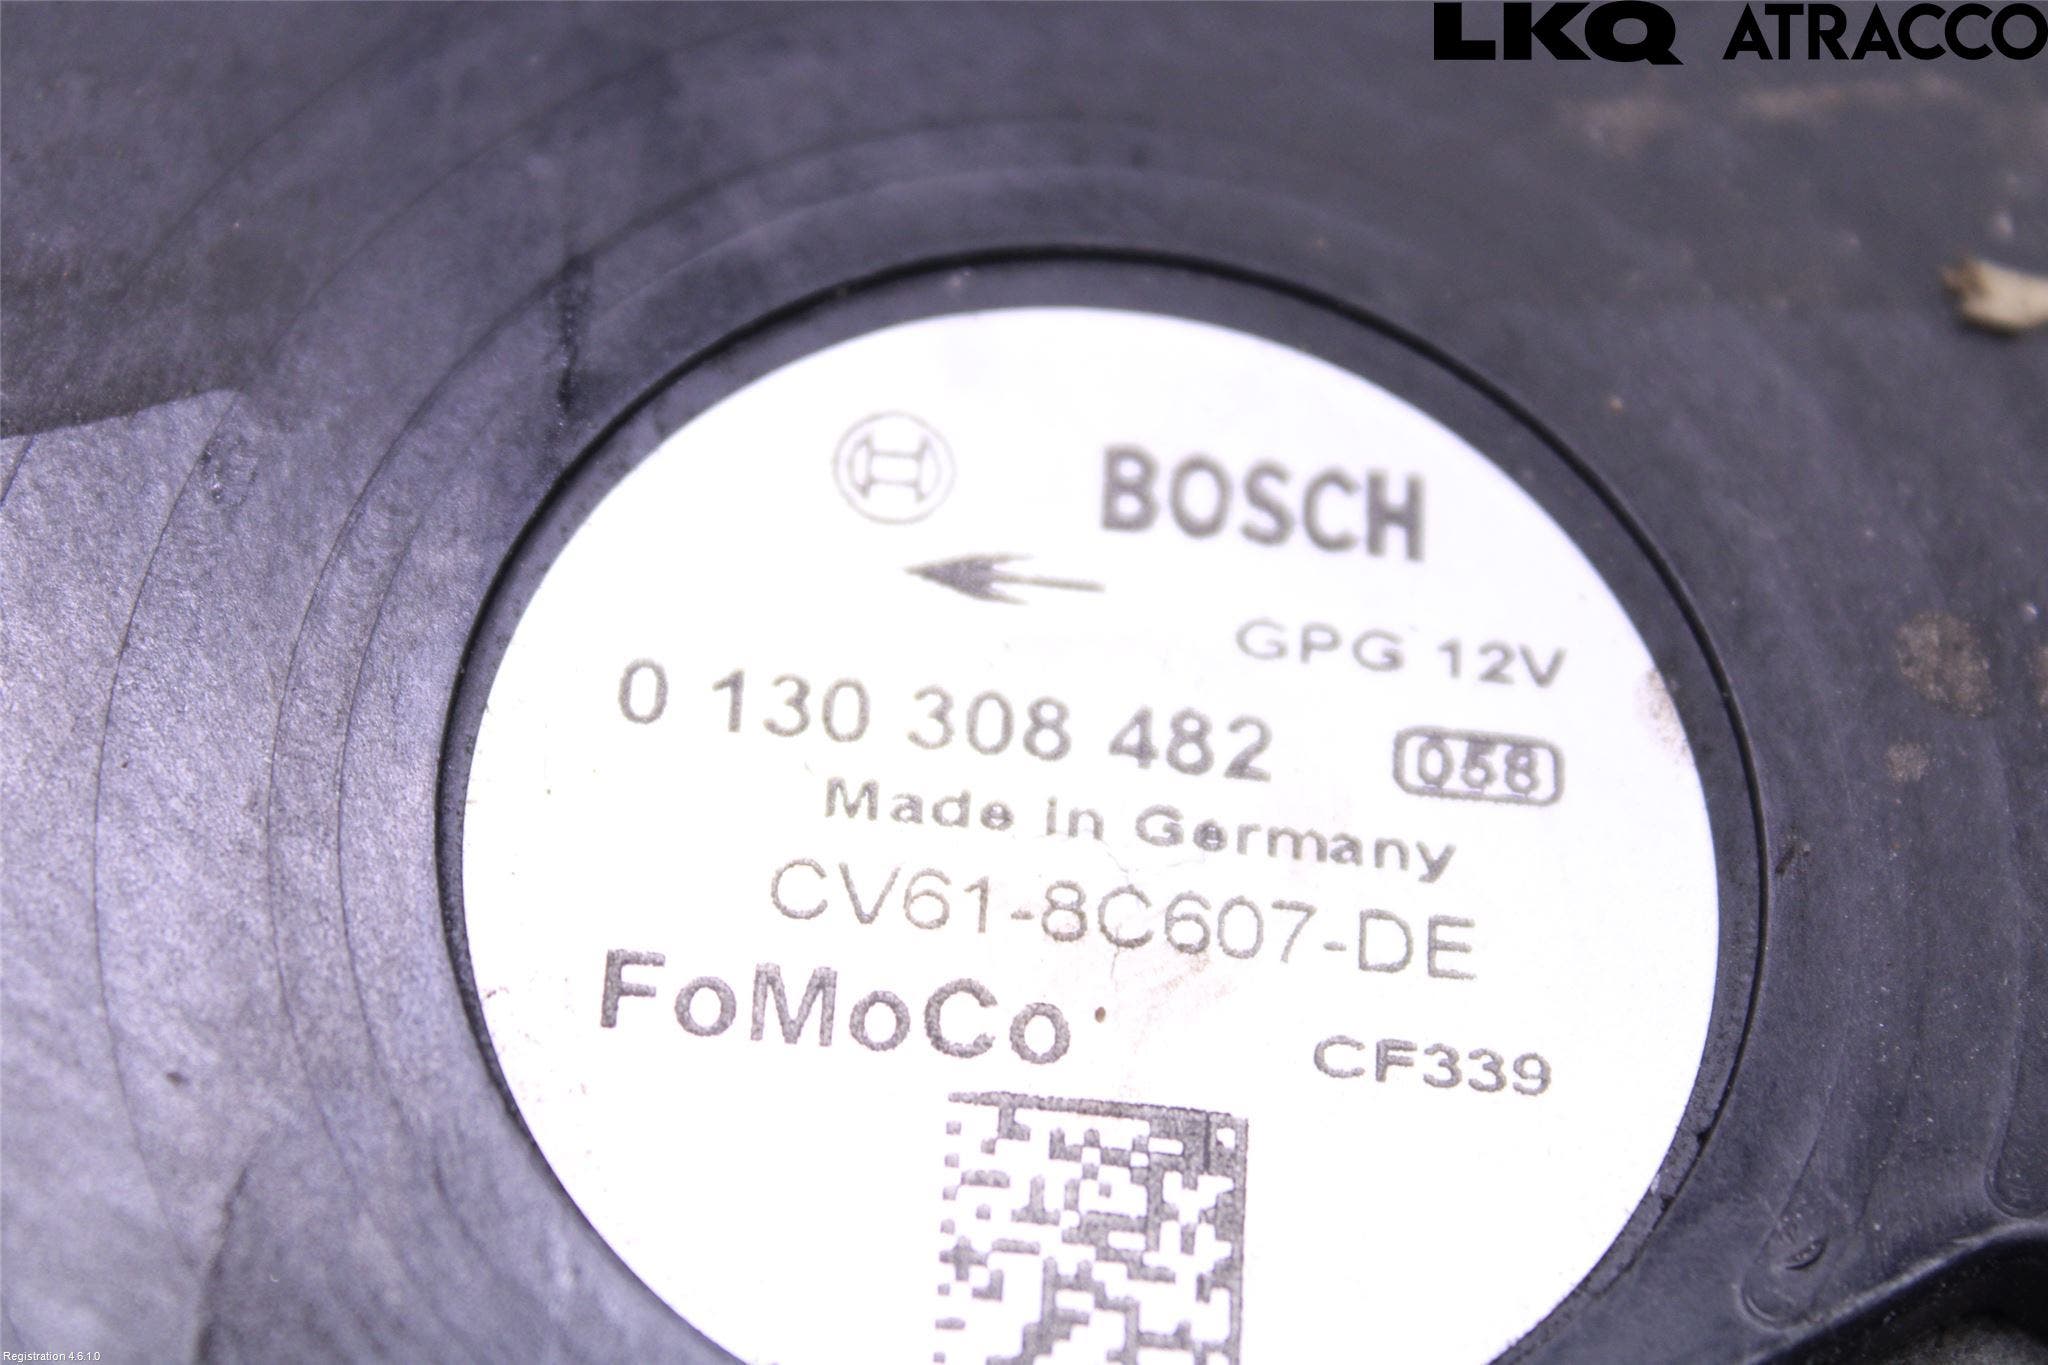 LKQ ATRACCO
BOSCH
GPG 12V
0 130 308 482 058
Made in Germany
CV61-8C607-DE
FoMoCo CF339
Registration 4.6.1.0